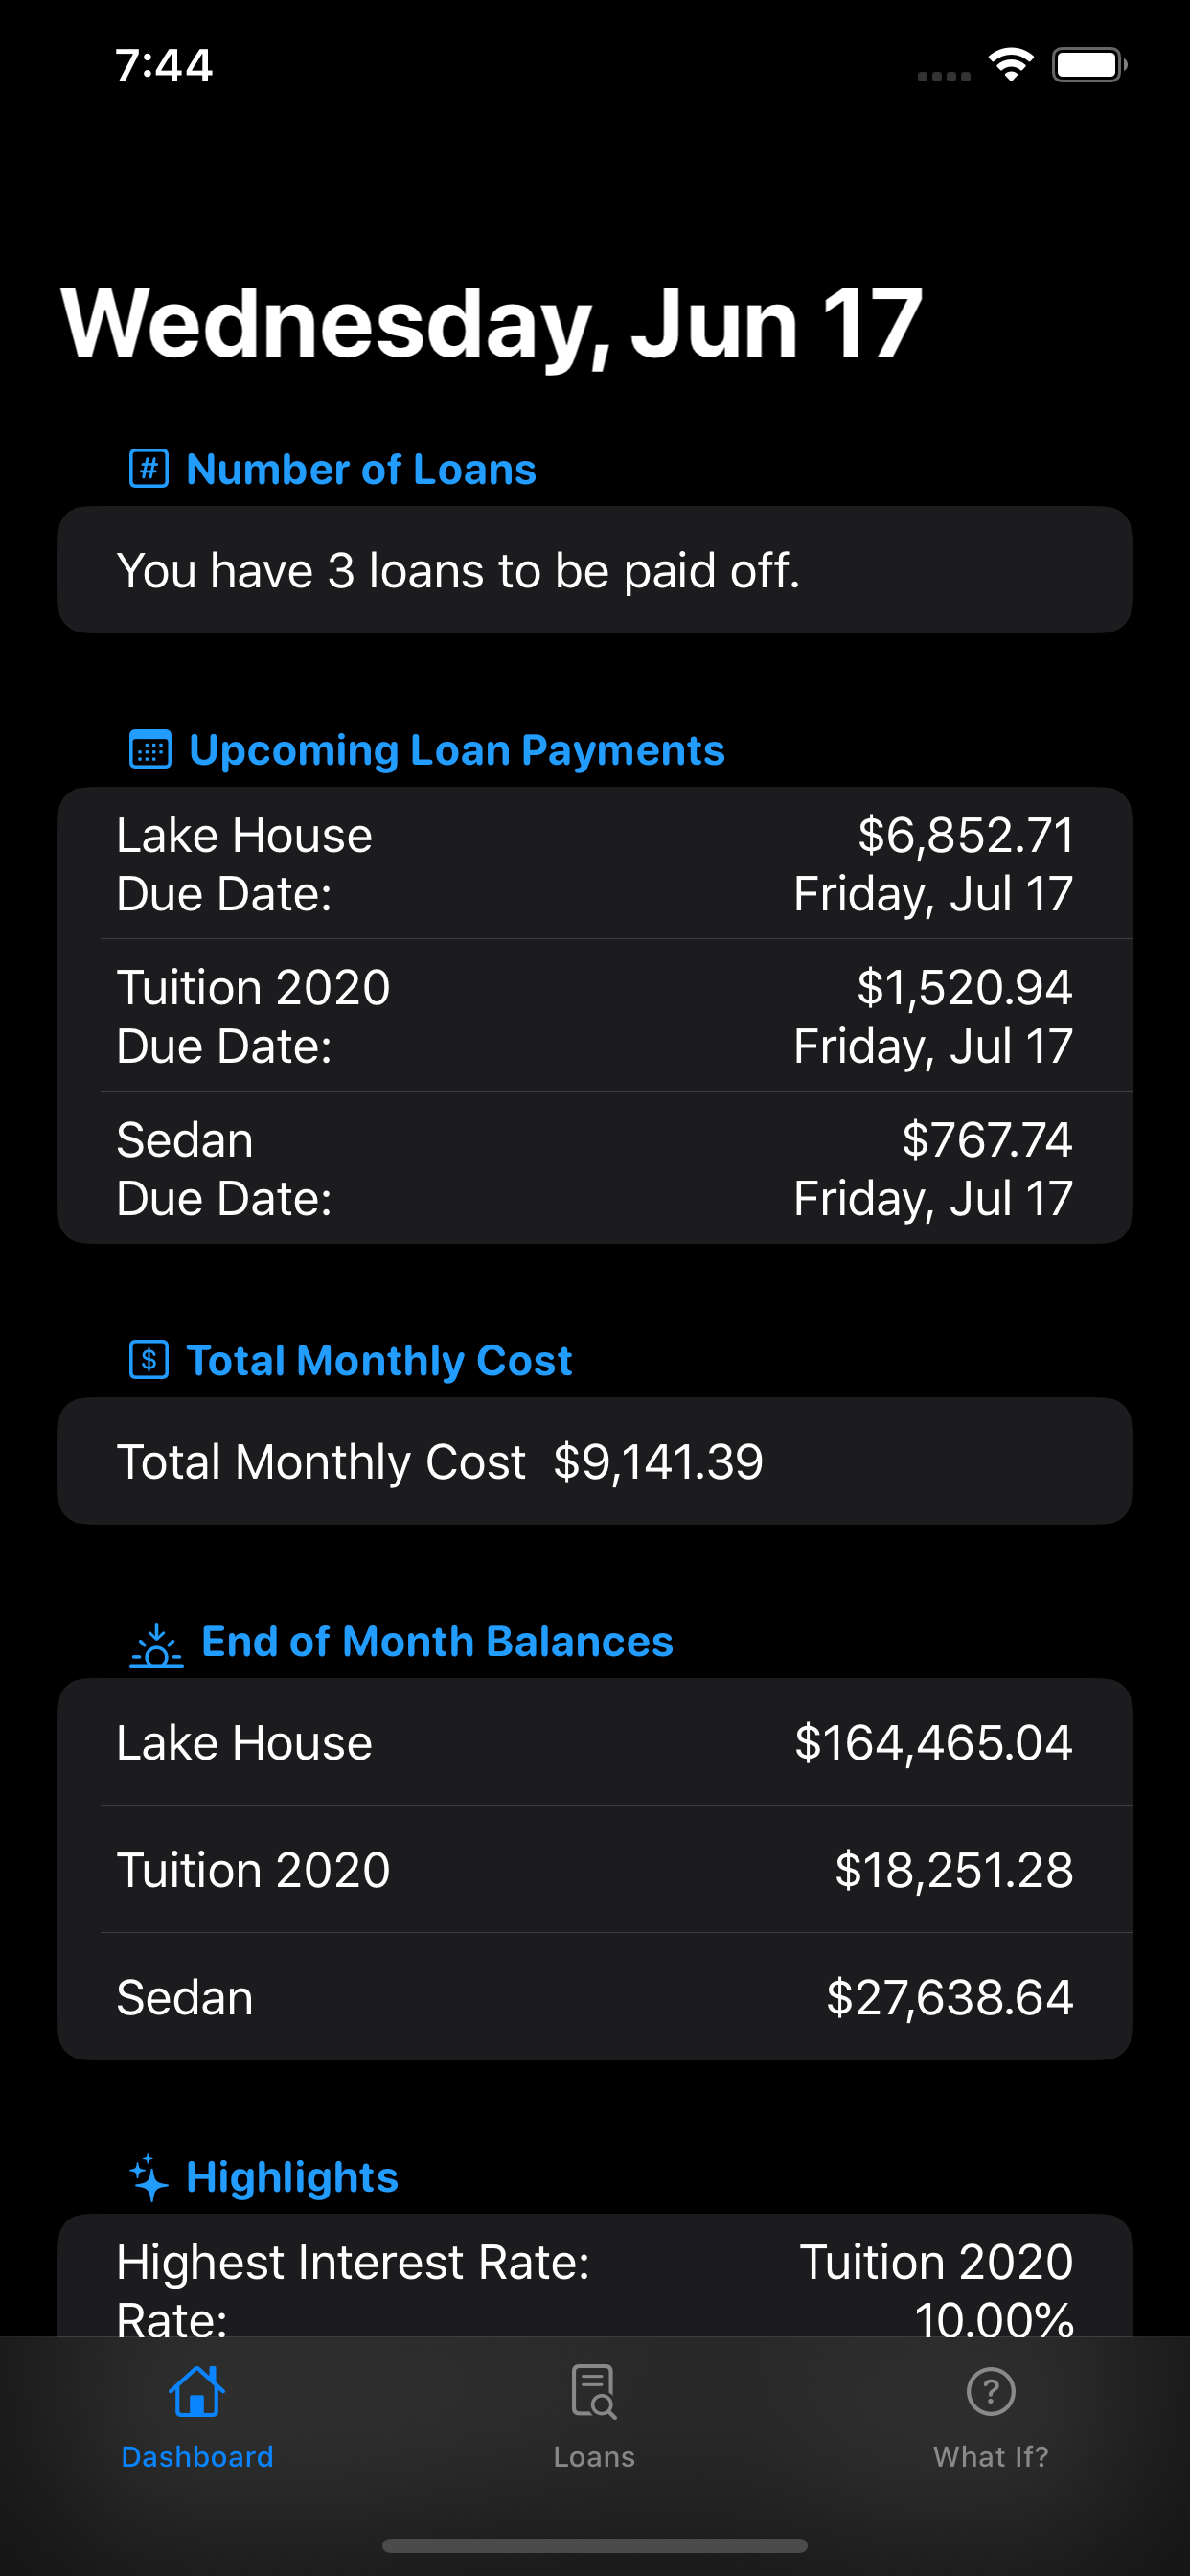 7:44
Wednesday, Jun 17
Number of Loans
You have 3 loans to be paid off.
Upcoming Loan Payments
Lake House $6,852.71
Due Date: Friday, Jul 17
Tuition 2020 $1,520.94
Due Date: Friday, Jul 17
Sedan $767.74
Due Date: Friday, Jul 17
Total Monthly Cost
Total Monthly Cost $9,141.39
End of Month Balances
Lake House $164,465.04
Tuition 2020 $18,251.28
Sedan $27,638.64
Highlights
Highest Interest Rate: Tuition 2020
Rate: 10.00%
Dashboard Loans What If?